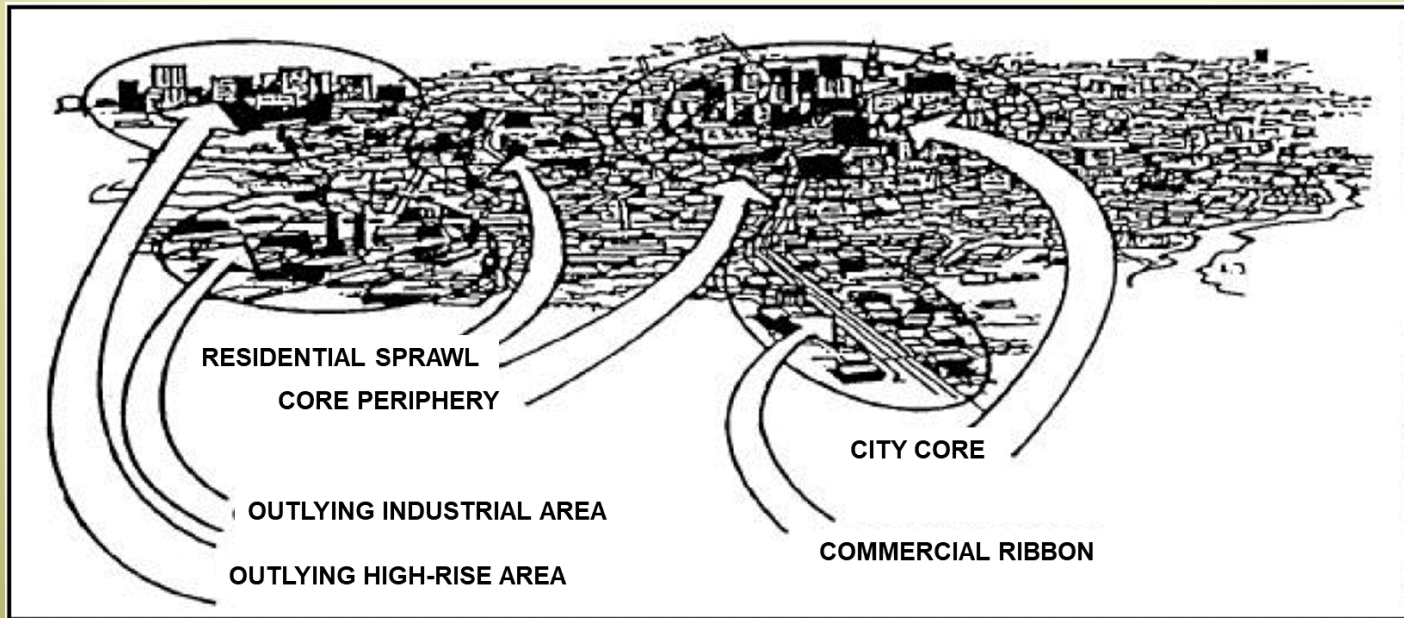 RESIDENTIAL SPRAWL
CORE PERIPHERY
CITY CORE
OUTLYING INDUSTRIAL AREA
COMMERCIAL RIBBON
OUTLYING HIGH-RISE AREA